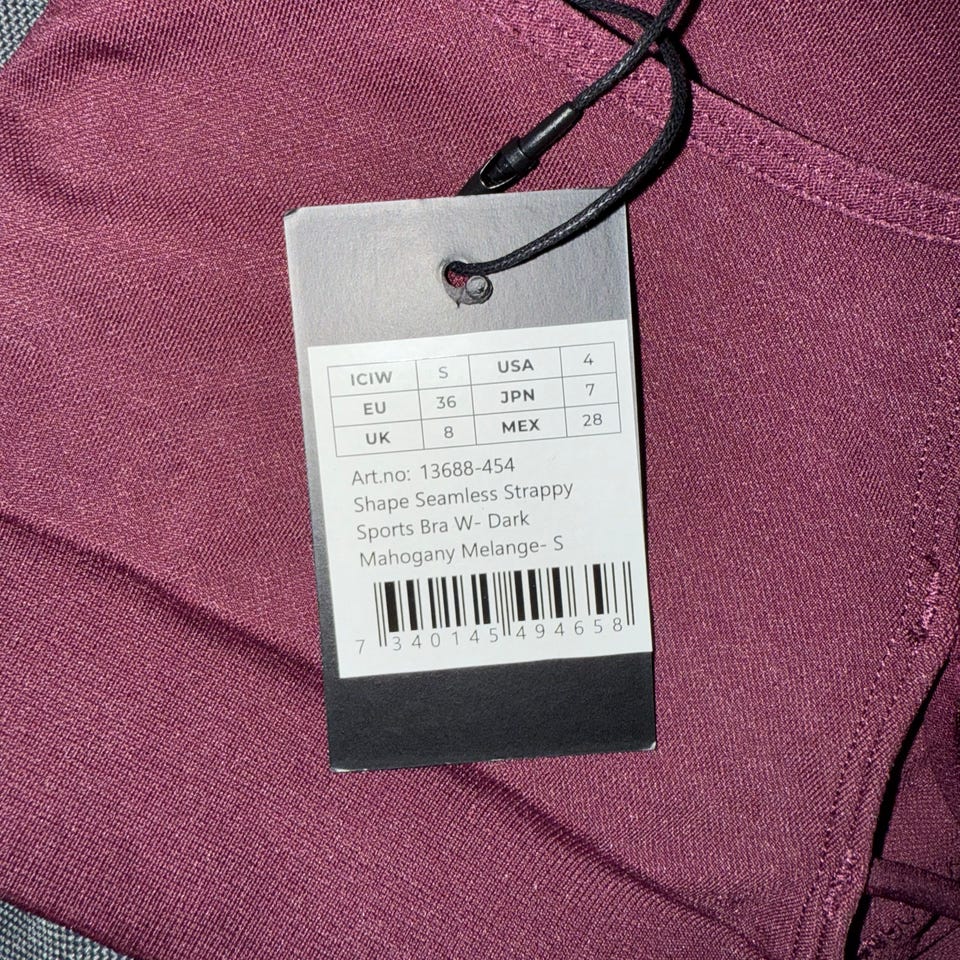 ICIW S USA 4
EU 36 JPN 7
UK 8 MEX 28
Art.no: 13688-454
Shape Seamless Strappy
Sports Bra W- Dark
Mahogany Melange- S
7 340145 494658